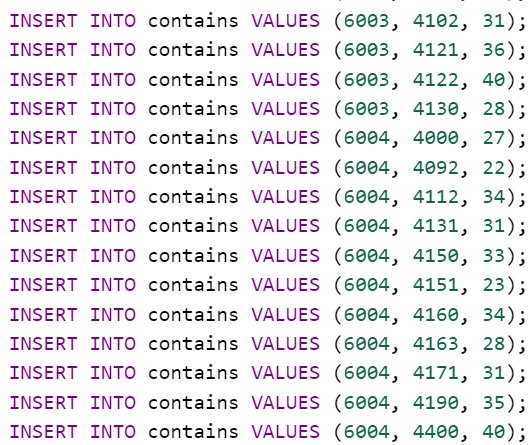 INSERT INTO contains VALUES (6003, 4102, 31);
INSERT INTO contains VALUES (6003, 4121, 36);
INSERT INTO contains VALUES (6003, 4122, 40);
INSERT INTO contains VALUES (6003, 4130, 28);
INSERT INTO contains VALUES (6004, 4000, 27);
INSERT INTO contains VALUES (6004, 4092, 22);
INSERT INTO contains VALUES (6004, 4112, 34);
INSERT INTO contains VALUES (6004, 4131, 31);
INSERT INTO contains VALUES (6004, 4150, 33);
INSERT INTO contains VALUES (6004, 4151, 23);
INSERT INTO contains VALUES (6004, 4160, 34);
INSERT INTO contains VALUES (6004, 4163, 28);
INSERT INTO contains VALUES (6004, 4171, 31);
INSERT INTO contains VALUES (6004, 4190, 35);
INSERT INTO contains VALUES (6004, 4400, 40);